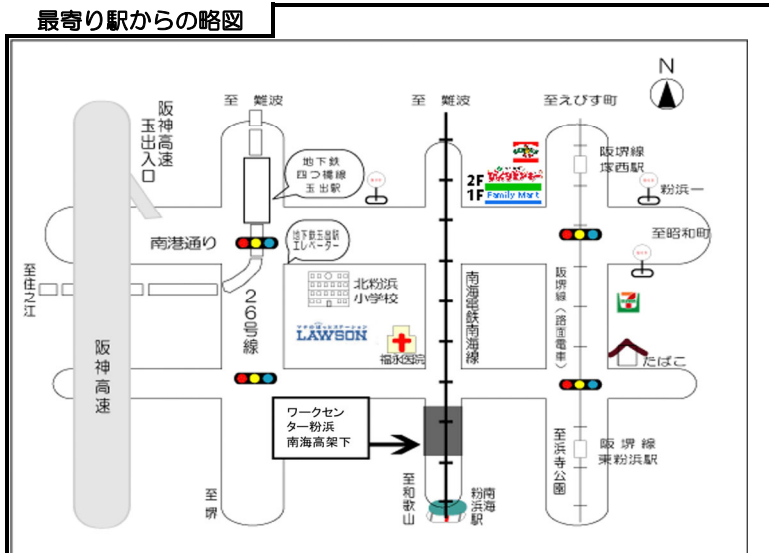 最寄り駅からの略図
至 難波
至 難波
至えびす町
N
阪神高速
玉出入口
地下鉄
四つ橋線
玉出駅
2F
1F Family Mart
阪堺線
塚西駅
粉浜一
南港通り
地下鉄玉出駅
エレベーター
至昭和町
至住之江
26号線
北粉浜
小学校
LAWSON
福永医院
南海電鉄南海線
阪堺線(路面電車)
たばこ
阪神高速
ワークセン
ター粉浜
南海高架下
至堺
至和歌山
南海
粉浜駅
至浜寺公園
阪堺線
東粉浜駅